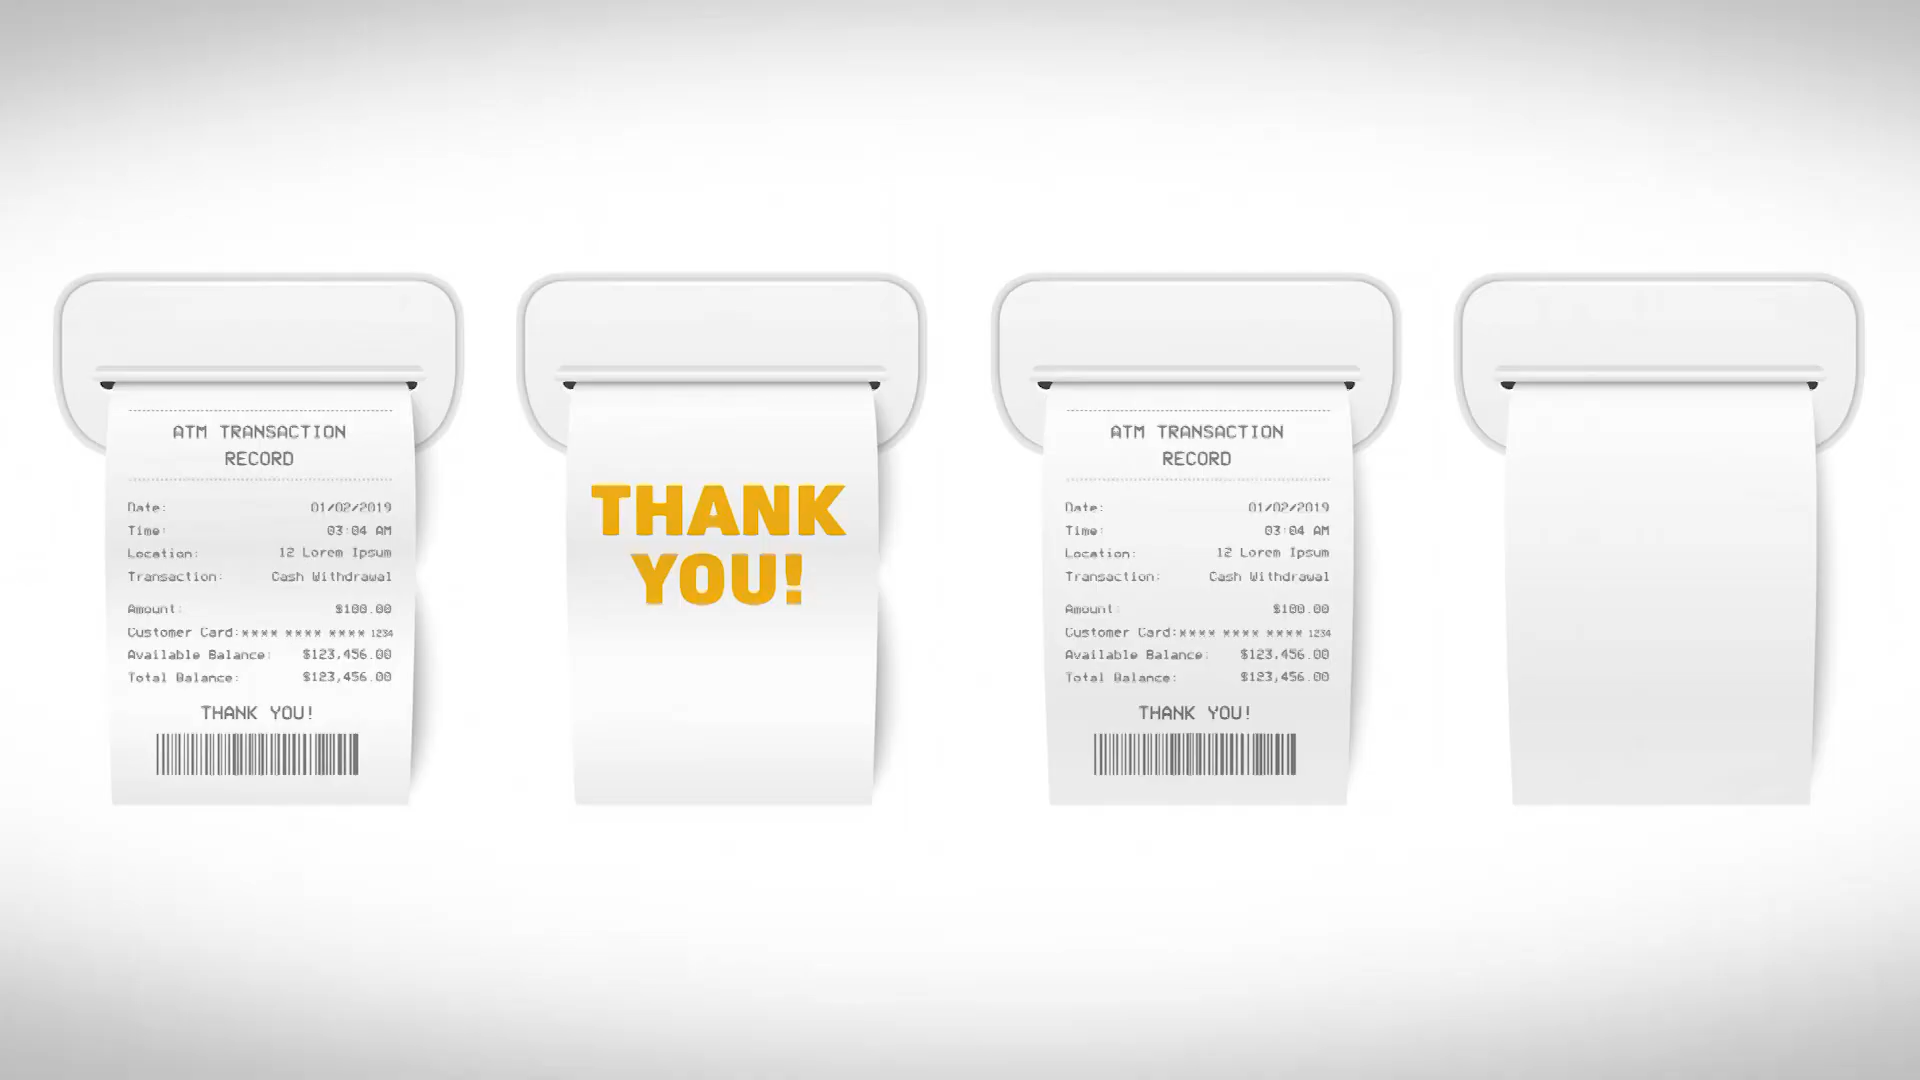 ATM TRANSACTION
RECORD
Date: 01/02/2019
Time: 03:04 AM
Location: 12 Lorem Ipsum
Transaction: Cash Withdrawal
Amount: $100.00
Customer Card:**** **** **** 1234
Available Balance: $123,456.00
Total Balance: $123,456.00
THANK YOU!
THANK
YOU!
ATM TRANSACTION
RECORD
Date: 01/02/2019
Time: 03:04 AM
Location: 12 Lorem Ipsum
Transaction: Cash Withdrawal
Amount: $100.00
Customer Card:**** **** **** 1234
Available Balance: $123,456.00
Total Balance: $123,456.00
THANK YOU!